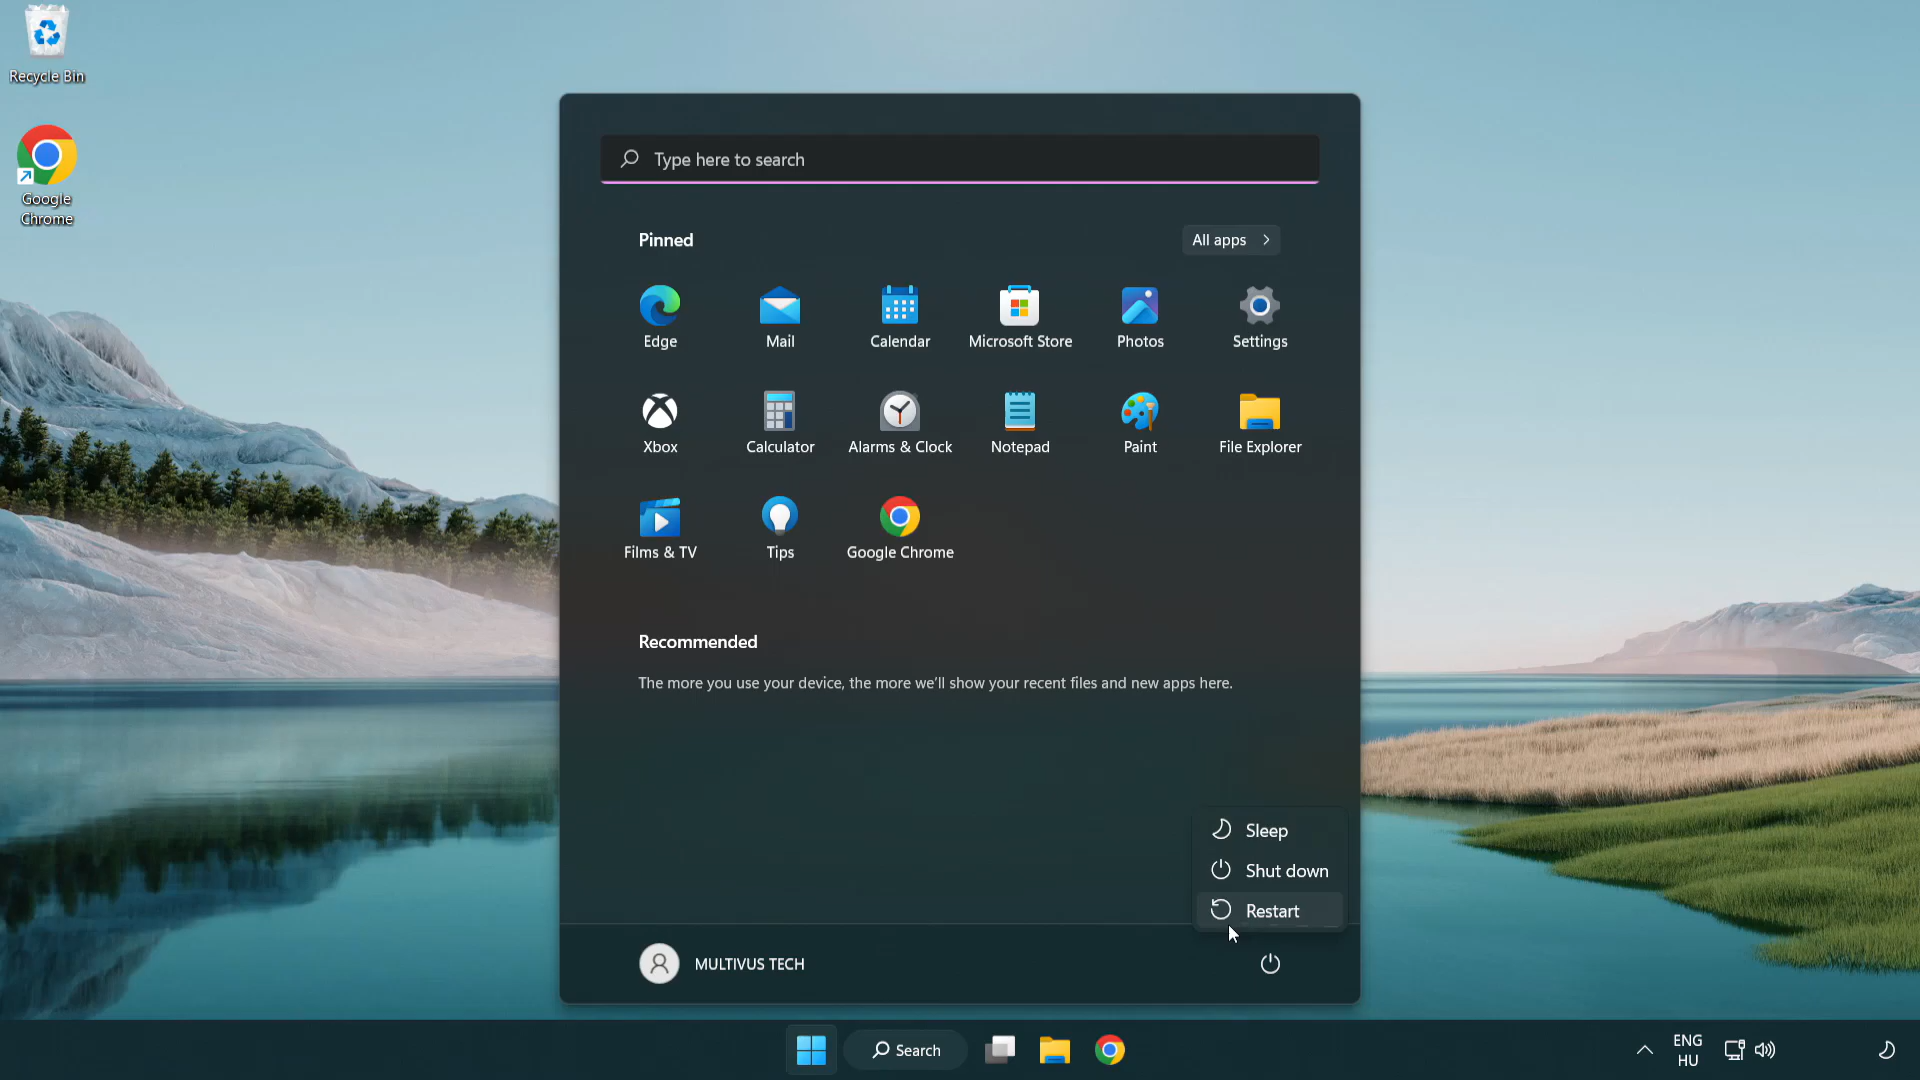 Recycle Bin
Google
Chrome
Type here to search
Pinned
All apps
Edge
Mail
Calendar
Microsoft Store
Photos
Settings
Xbox
Calculator
Alarms & Clock
Notepad
Paint
File Explorer
Films & TV
Tips
Google Chrome
Recommended
The more you use your device, the more we'll show your recent files and new apps here.
Sleep
Shut down
Restart
MULTIVUS TECH
Search
ENG
HU